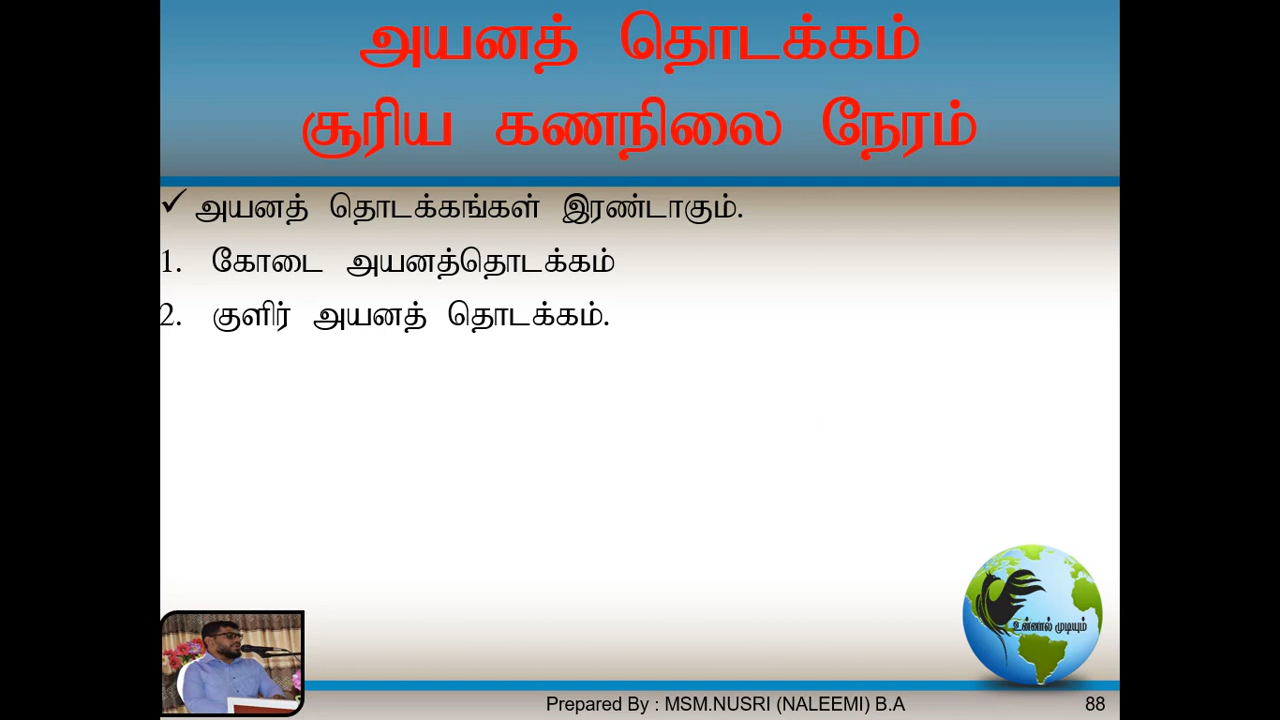 அயனத் தொடக்கம்
சூரிய கணநிலை நேரம்
✓ அயனத் தொடக்கங்கள் இரண்டாகும்.
1. கோடை அயனத்தொடக்கம்
2. குளிர் அயனத் தொடக்கம்.
உன்னால் முடியும்
Prepared By : MSM.NUSRI (NALEEMI) B.A
88